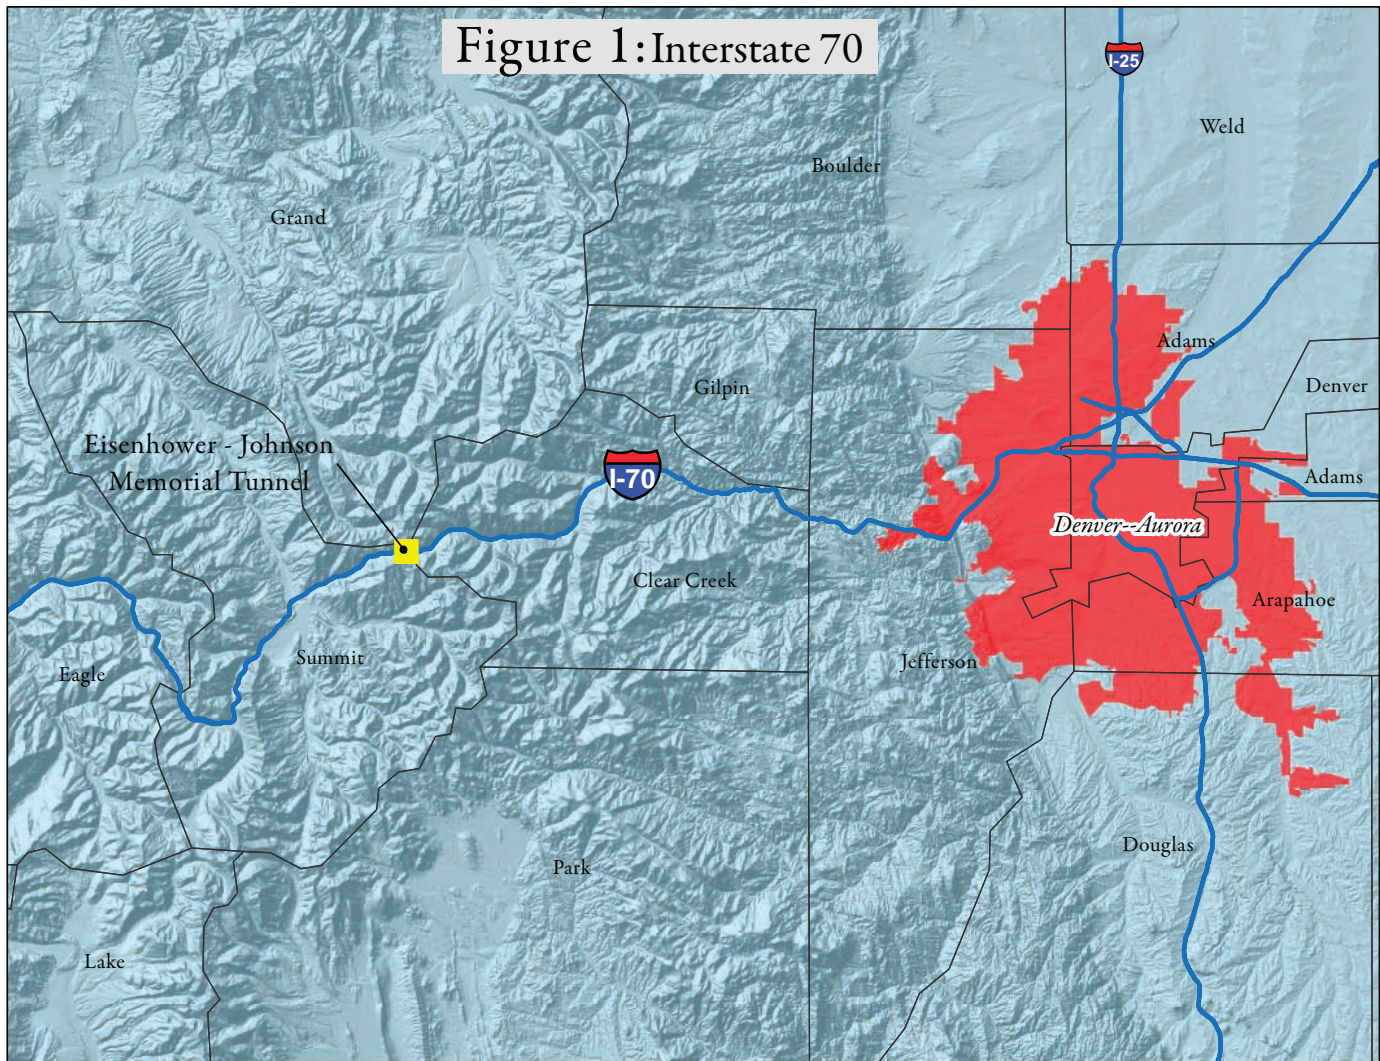 Figure 1: Interstate 70
I-25
Weld
Boulder
Grand
Adams
Denver
Gilpin
Eisenhower - Johnson
Memorial Tunnel
I-70
Adams
Denver--Aurora
Clear Creek
Arapahoe
Summit
Jefferson
Eagle
Douglas
Park
Lake